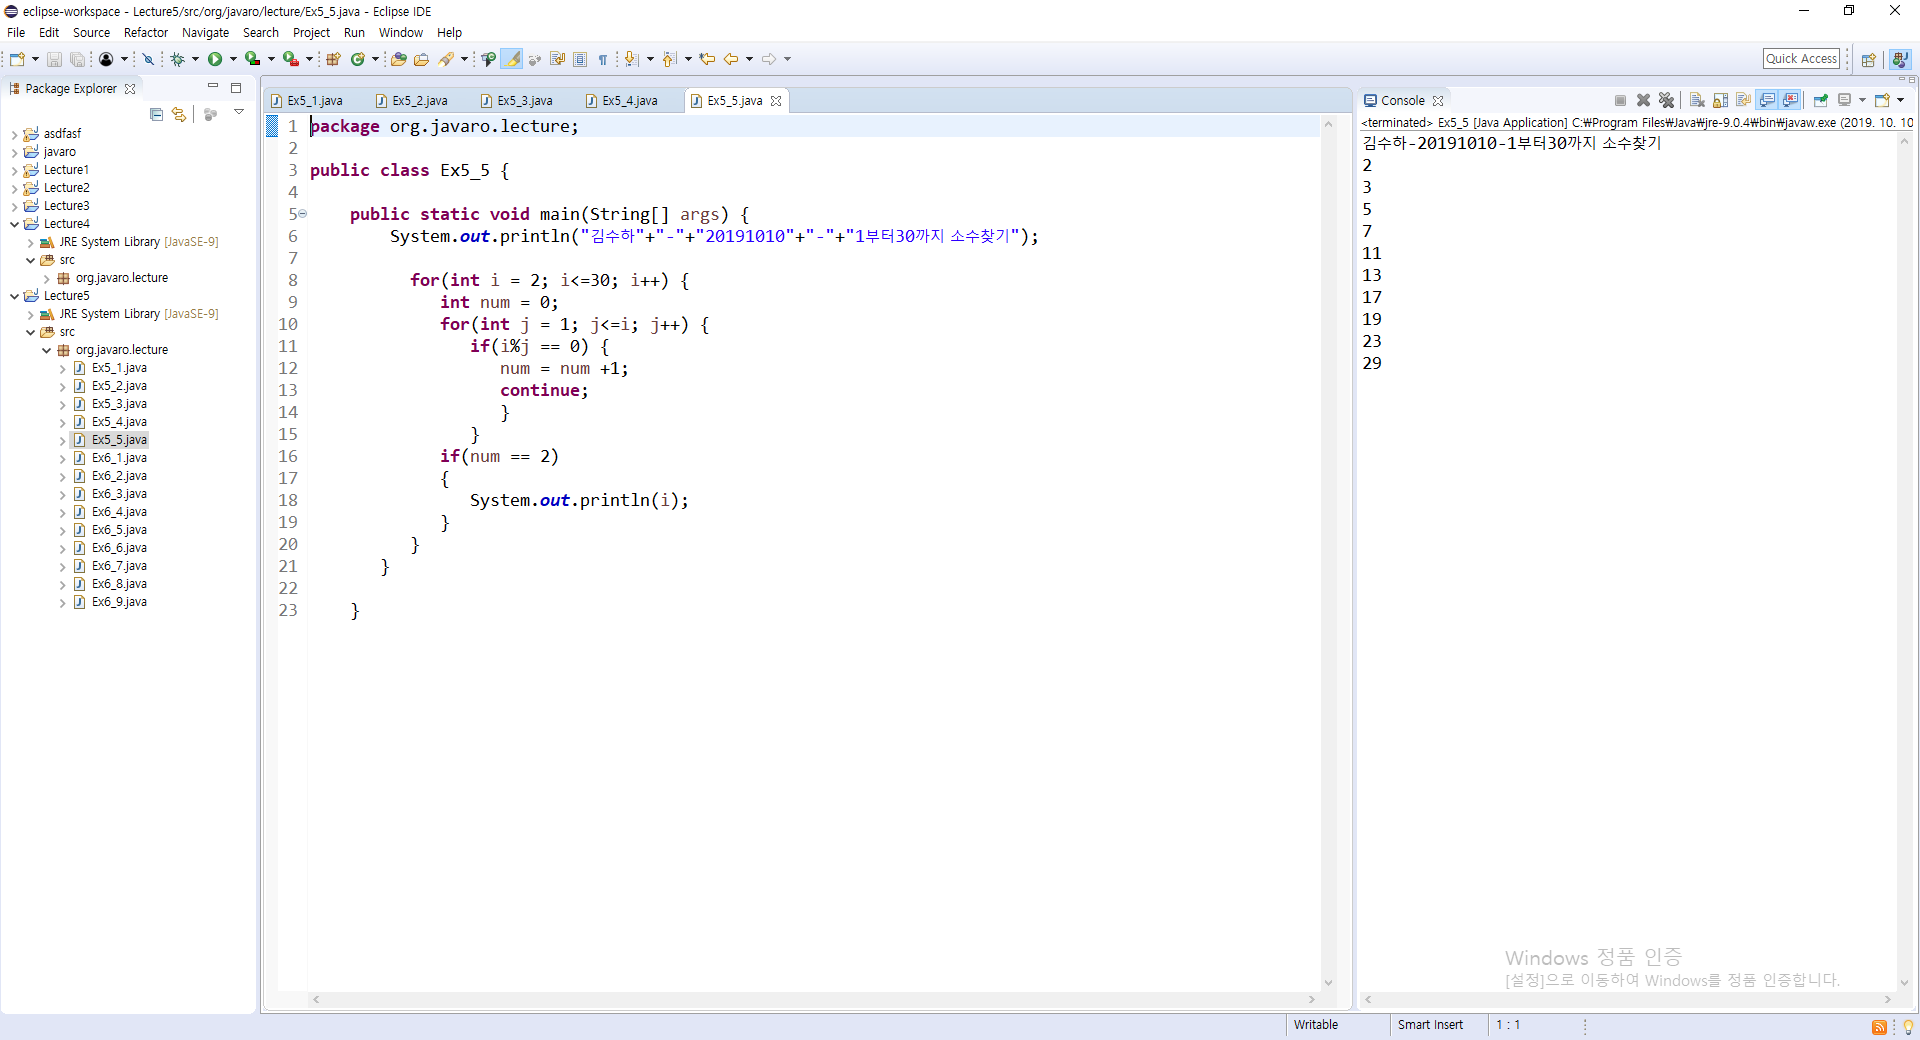 eclipse-workspace - Lecture5/src/org/javaro/lecture/Ex5_5.java - Eclipse IDE
File Edit Source Refactor Navigate Search Project Run Window Help
Quick Access
Package Explorer
asdfasf
javaro
Lecture1
Lecture2
Lecture3
Lecture4
JRE System Library [JavaSE-9]
src
org.javaro.lecture
Lecture5
JRE System Library [JavaSE-9]
src
org.javaro.lecture
Ex5_1.java
Ex5_2.java
Ex5_3.java
Ex5_4.java
Ex5_5.java
Ex6_1.java
Ex6_2.java
Ex6_3.java
Ex6_4.java
Ex6_5.java
Ex6_6.java
Ex6_7.java
Ex6_8.java
Ex6_9.java
Ex5_1.java Ex5_2.java Ex5_3.java Ex5_4.java Ex5_5.java
1 package org.javaro.lecture;
2
3 public class Ex5_5 {
4
5 public static void main(String[] args) {
6 System.out.println("김수하"+"-"+"20191010"+"-"+"1부터30까지 소수찾기");
7
8 for(int i = 2; i<=30; i++) {
9 int num = 0;
10 for(int j = 1; j<=i; j++) {
11 if(i%j == 0) {
12 num = num +1;
13 continue;
14 }
15 }
16 if(num == 2)
17 {
18 System.out.println(i);
19 }
20 }
21 }
22
23 }
Console
<terminated> Ex5_5 [Java Application] C:₩Program Files₩Java₩jre-9.0.4₩bin₩javaw.exe (2019. 10. 10
김수하-20191010-1부터30까지 소수찾기
2
3
5
7
11
13
17
19
23
29
Windows 정품 인증
[설정]으로 이동하여 Windows를 정품 인증합니다.
Writable Smart Insert 1 : 1